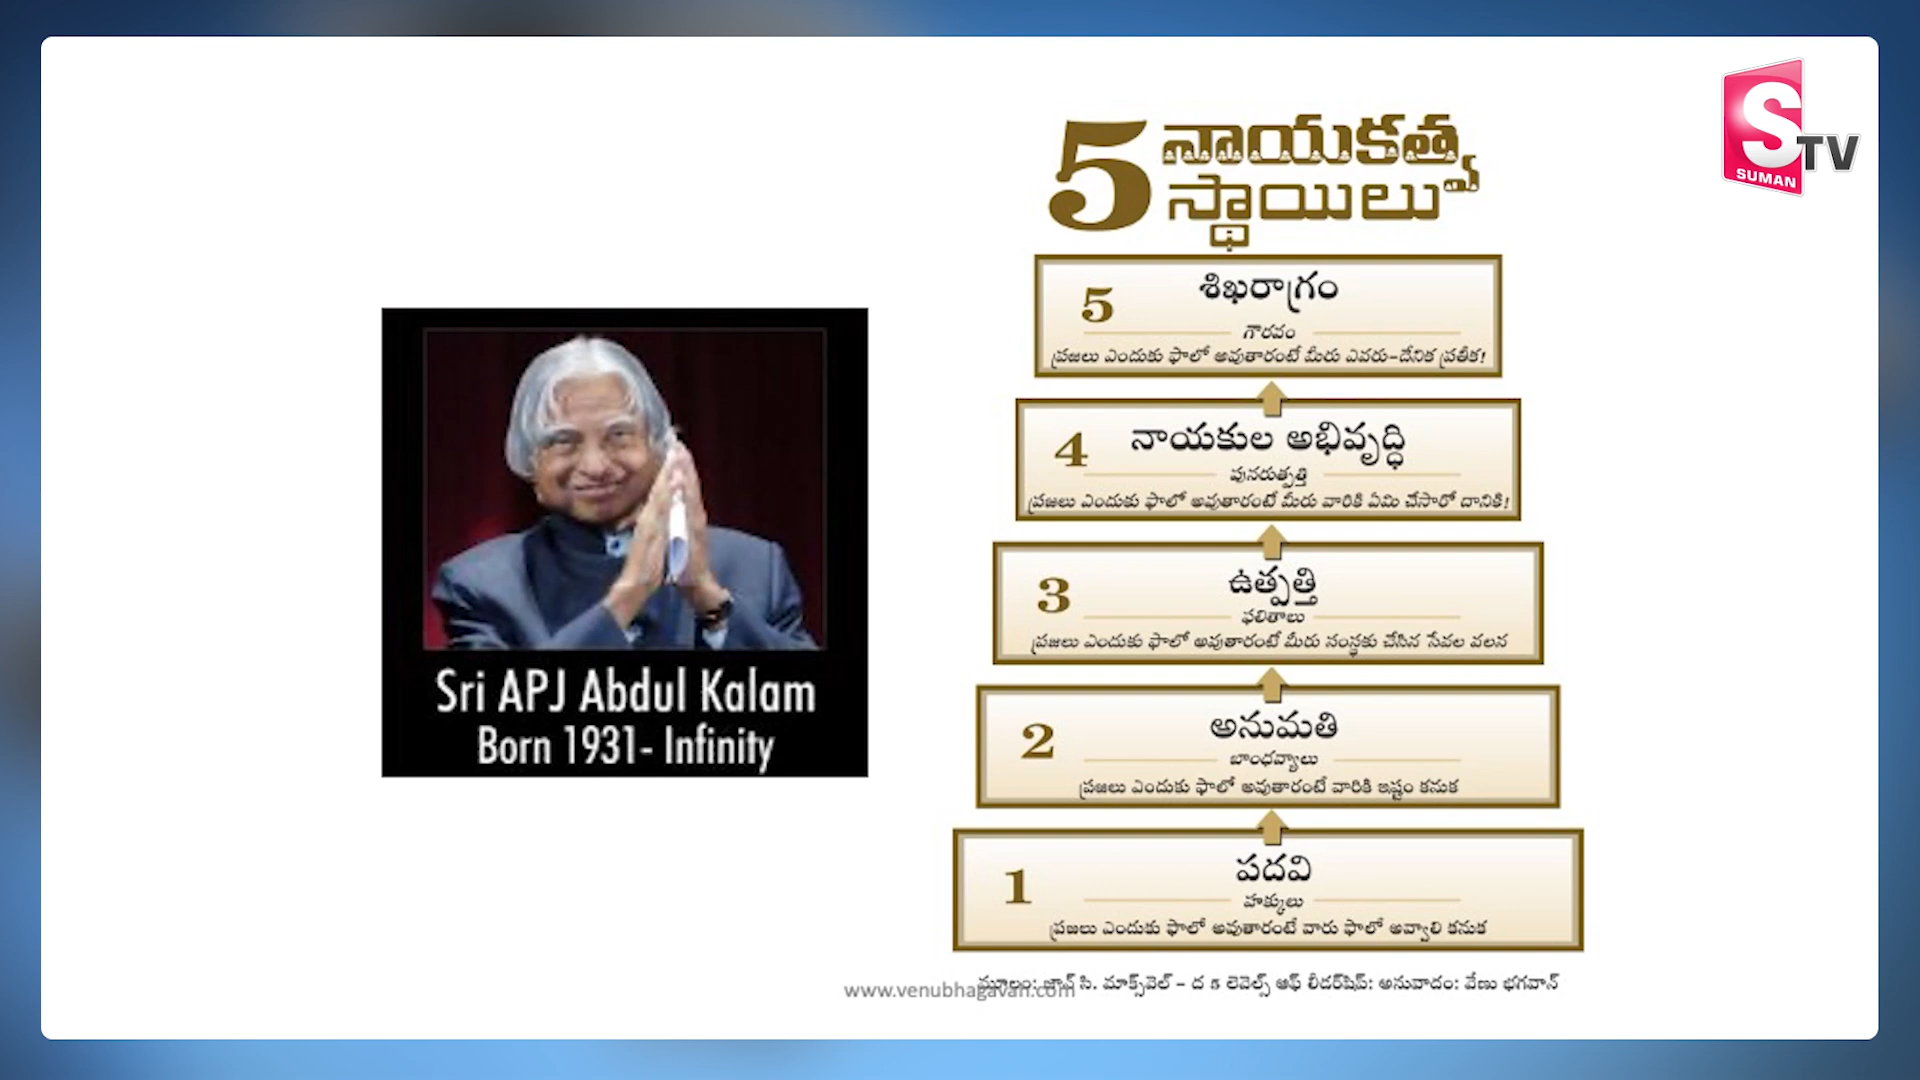 S
TV
SUMAN
5 నాయకత్వ
స్థాయిలు
5
శిఖరాగ్రం
గౌరవం
ప్రజలు ఎందుకు ఫాలో అవుతారంటే మీరు ఎవరు-దేనిక ప్రతీక!
4
నాయకుల అభివృద్ధి
పునరుత్పత్తి
ప్రజలు ఎందుకు ఫాలో అవుతారంటే మీరు వారికి ఏమి చేసారో దానికి!
3
ఉత్పత్తి
ఫలితాలు
ప్రజలు ఎందుకు ఫాలో అవుతారంటే మీరు సంస్థకు చేసిన సేవల వలన
2
అనుమతి
బాంధవ్యాలు
ప్రజలు ఎందుకు ఫాలో అవుతారంటే వారికి ఇష్టం కనుక
1
పదవి
హక్కులు
ప్రజలు ఎందుకు ఫాలో అవుతారంటే వారు ఫాలో అవ్వాలి కనుక
Sri APJ Abdul Kalam
Born 1931- Infinity
www.venubhagavan.com
మూలం: జాన్ సి. మాక్స్‌వెల్ – ద 5 లెవెల్స్ ఆఫ్ లీడర్‌షిప్: అనువాదం: వేణు భగవాన్